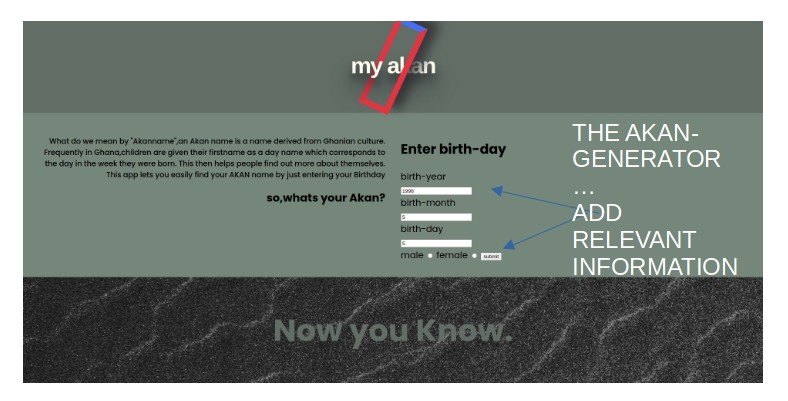 my akan
What do we mean by "Akanname",an Akan name is a name derived from Ghanian culture.
Frequently in Ghana,children are given their firstname as a day name which corresponds to
the day in the week they were born. This then helps people find out more about themselves.
This app lets you easily find your AKAN name by just entering your Birthday
so,whats your Akan?
Enter birth-day
birth-year
1996
birth-month
5
birth-day
5
male female submit
THE AKAN-
GENERATOR
...
ADD
RELEVANT
INFORMATION
Now you Know.